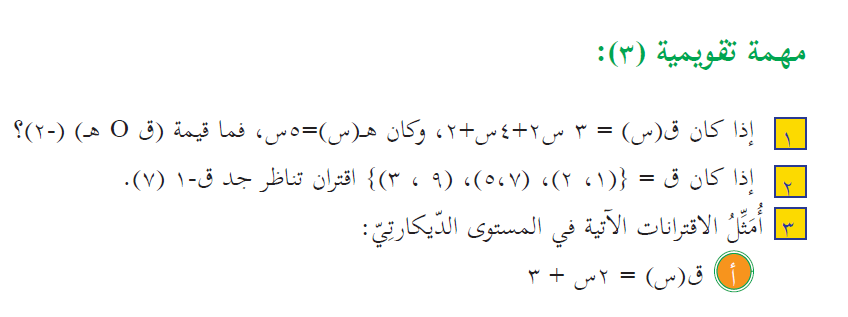 مهمة تقويمية (٣):
١ إذا كان ق(س) = ٣ س٢+٤س+٢، وكان هـ(س)=٥س، فما قيمة (ق O هـ) (-٢)؟
٢ إذا كان ق = {(١، ٢)، (٥،٧)، (٩ ، ٣)} اقتران تناظر جد ق-١ (٧).
٣ أُمَثِّلُ الاقترانات الآتية في المستوى الدّيكارتِيّ:
أ ق(س) = ٢س + ٣